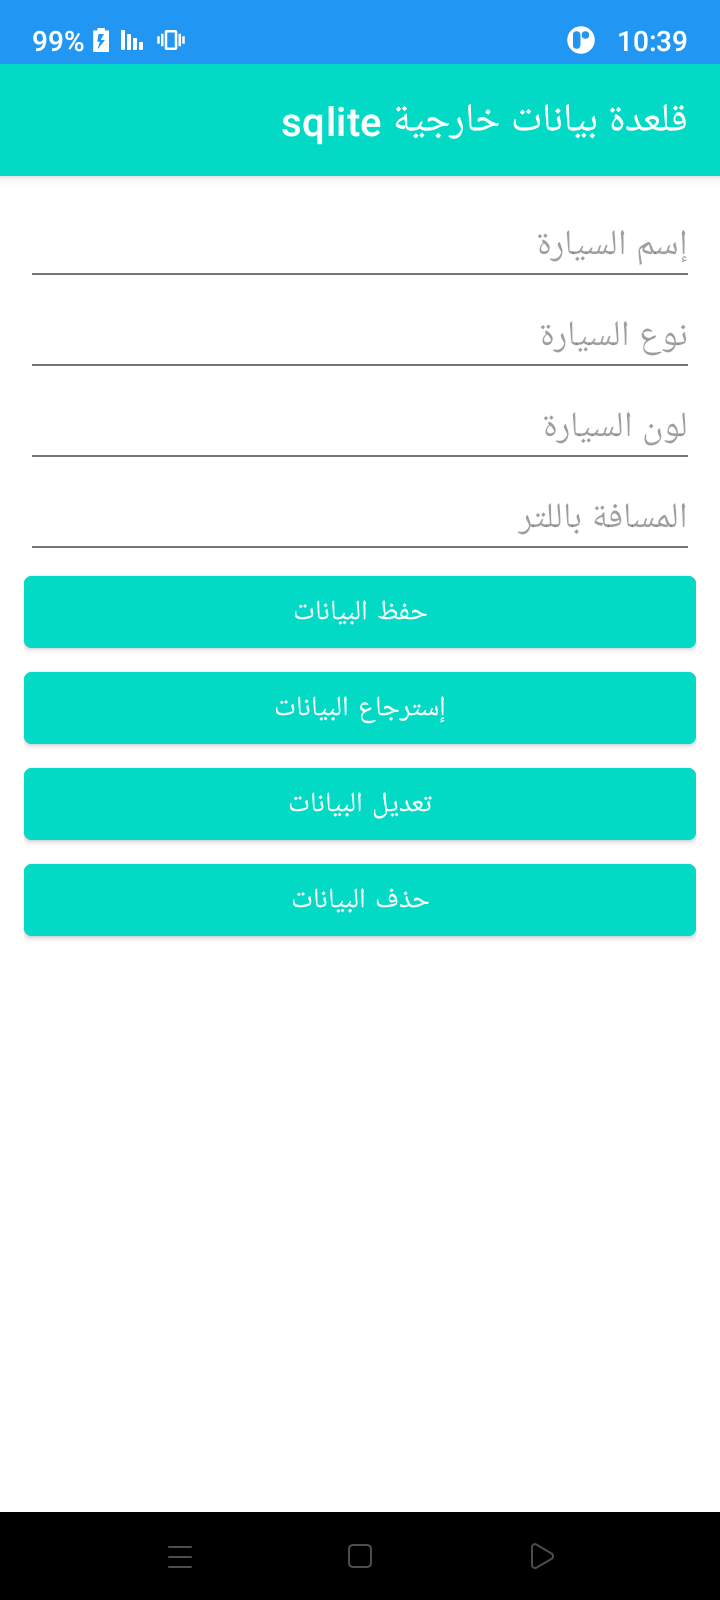 99% 10:39
قلعدة بيانات خارجية sqlite
إسم السيارة
نوع السيارة
لون السيارة
المسافة باللتر
حفظ البيانات
إسترجاع البيانات
تعديل البيانات
حذف البيانات